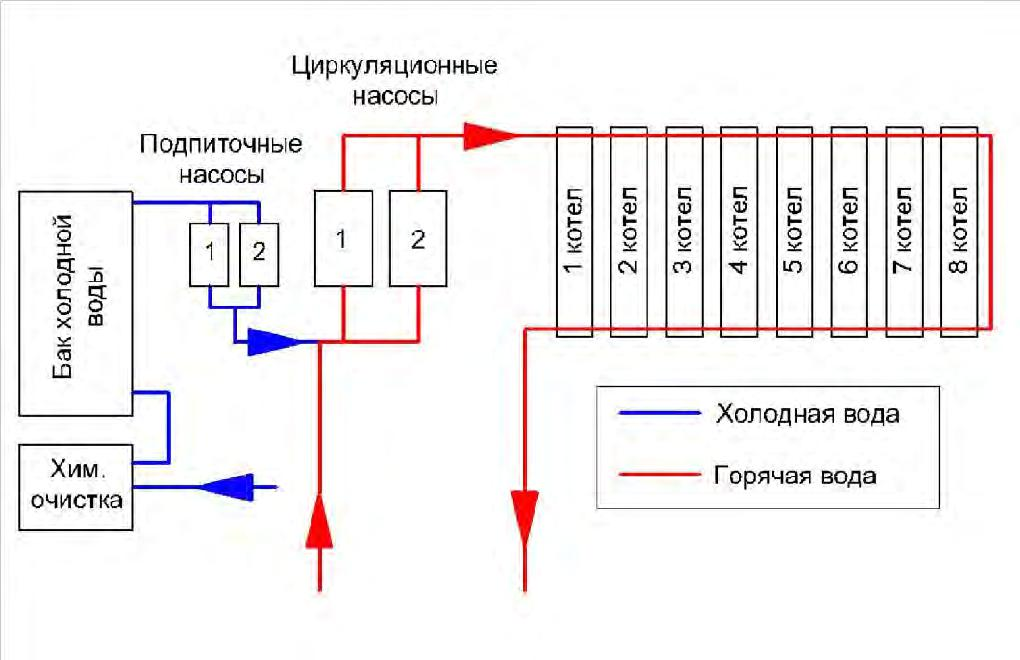 Циркуляционные
насосы
Подпиточные
насосы
Бак холодной
воды
1
2
1
2
1 котел
2 котел
3 котел
4 котел
5 котел
6 котел
7 котел
8 котел
Хим.
очистка
Холодная вода
Горячая вода